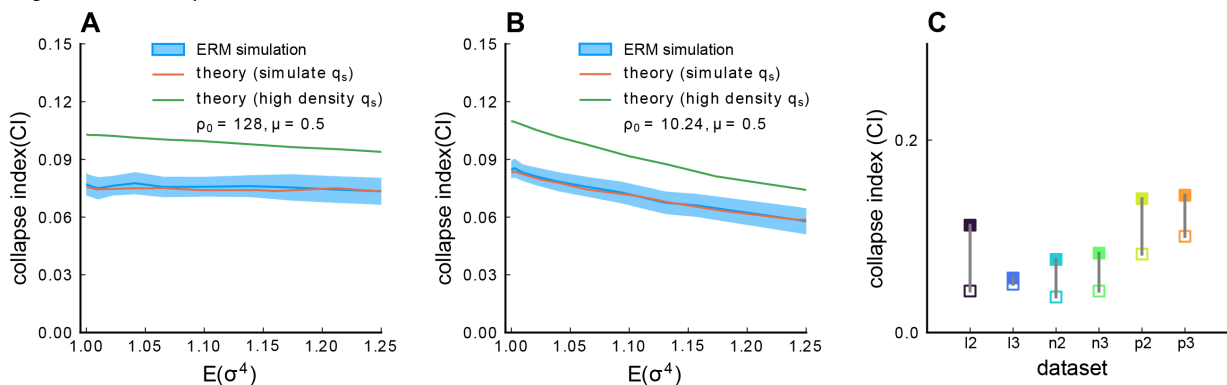 A
0.15
0.12
0.09
0.06
0.03
0.00
collapse index(CI)
ERM simulation
theory (simulate qs)
theory (high density qs)
ρ0 = 128, μ = 0.5
1.00 1.05 1.10 1.15 1.20 1.25
E(σ⁴)
B
0.15
0.12
0.09
0.06
0.03
0.00
collapse index(CI)
ERM simulation
theory (simulate qs)
theory (high density qs)
ρ0 = 10.24, μ = 0.5
1.00 1.05 1.10 1.15 1.20 1.25
E(σ⁴)
C
0.2
0.0
collapse index (CI)
l2 l3 n2 n3 p2 p3
dataset